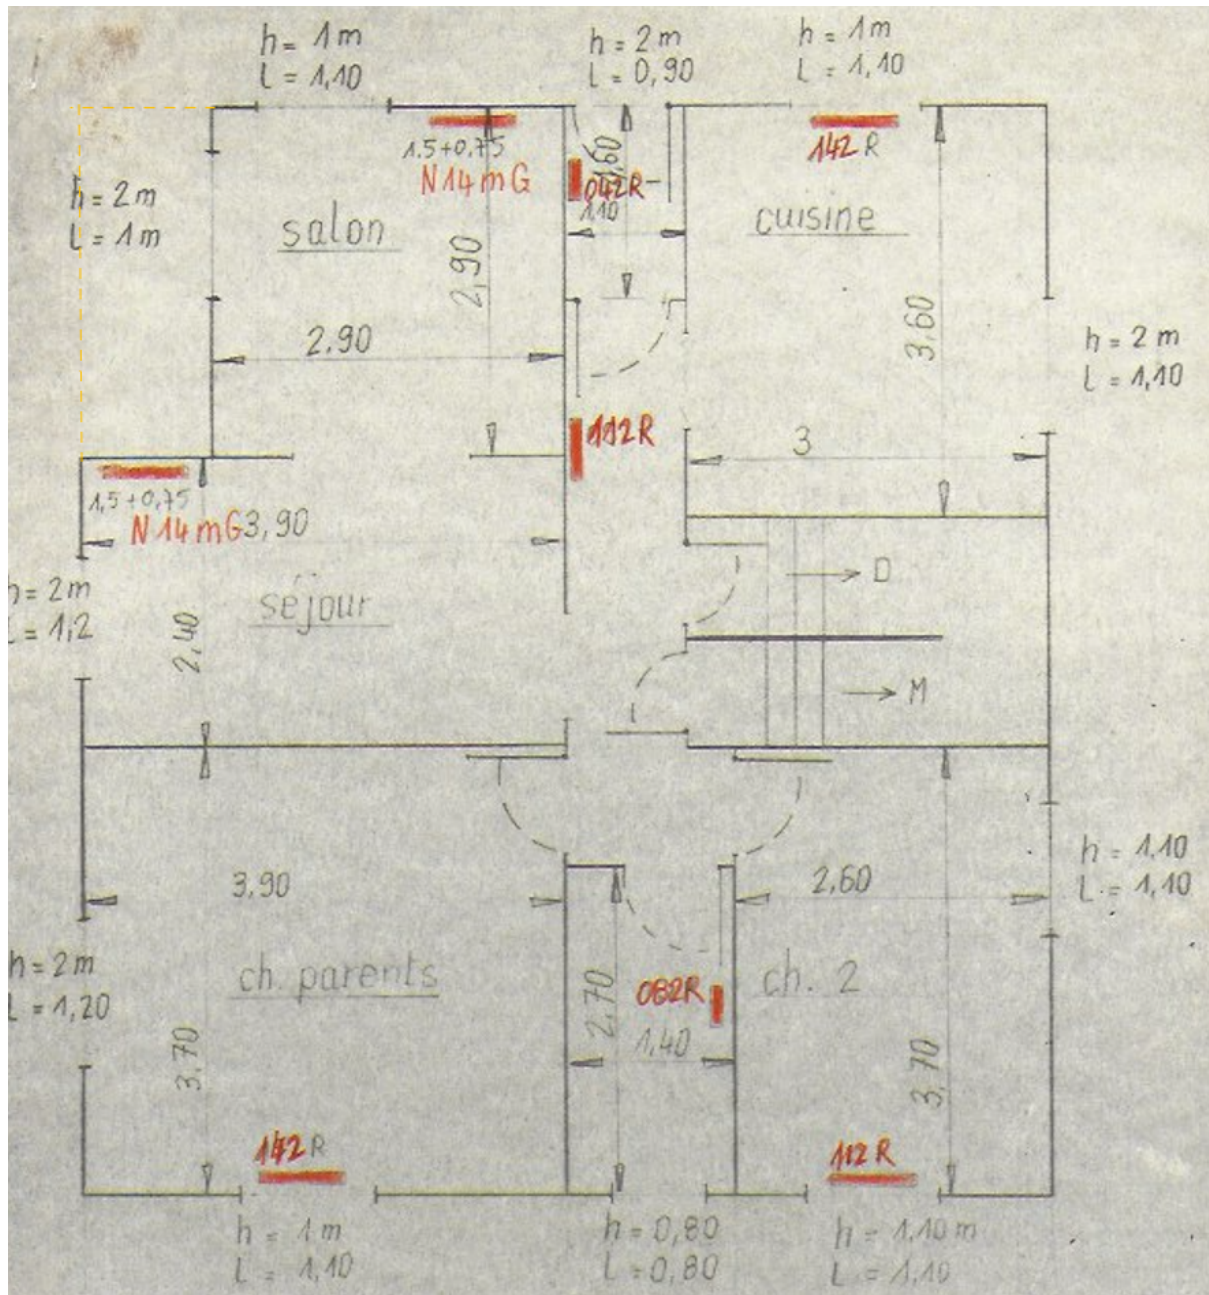 h = 1m
l = 1,10
h = 2m
l = 0,90
h = 1m
l = 1,10
1.5+0,75
N14mG
1,60
042R
1,10
142R
h = 2m
l = 1m
salon
cuisine
2,90
2,90
3,60
h = 2m
l = 1,10
112R
3
1,5+0,75
N14mG
3,90
D
h = 2m
l = 1,2
séjour
2,40
M
h = 1,10
l = 1,10
3,90
2,60
h = 2m
l = 1,20
ch. parents
2,70
082R
ch. 2
1,40
3,70
3,70
142R
112R
h = 1m
l = 1,10
h = 0,80
l = 0,80
h = 1,10m
l = 1,10